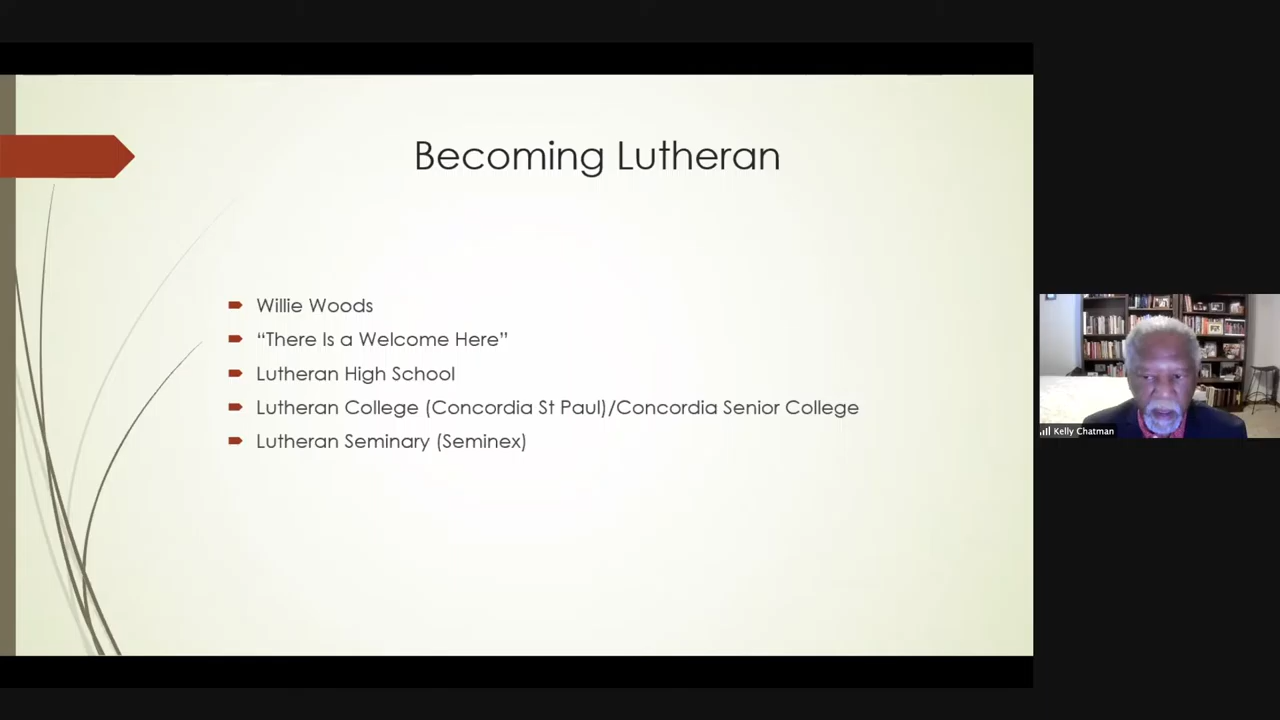 Becoming Lutheran
Willie Woods
“There Is a Welcome Here”
Lutheran High School
Lutheran College (Concordia St Paul)/Concordia Senior College
Lutheran Seminary (Seminex)
Kelly Chatman